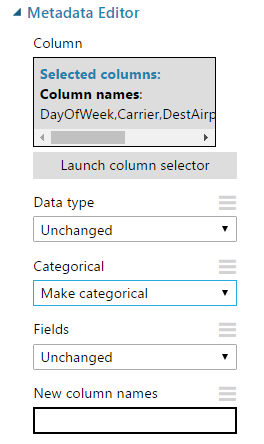 Metadata Editor
Column
Selected columns:
Column names:
DayOfWeek,Carrier,DestAirp
Launch column selector
Data type
Unchanged
Categorical
Make categorical
Fields
Unchanged
New column names